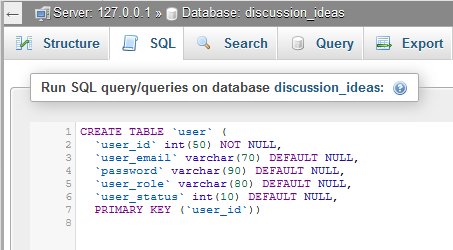 ← Server: 127.0.0.1 » Database: discussion_ideas
Structure SQL Search Query Export
Run SQL query/queries on database discussion_ideas:
1 CREATE TABLE `user` (
2 `user_id` int(50) NOT NULL,
3 `user_email` varchar(70) DEFAULT NULL,
4 `password` varchar(90) DEFAULT NULL,
5 `user_role` varchar(80) DEFAULT NULL,
6 `user_status` int(10) DEFAULT NULL,
7 PRIMARY KEY (`user_id`))
8